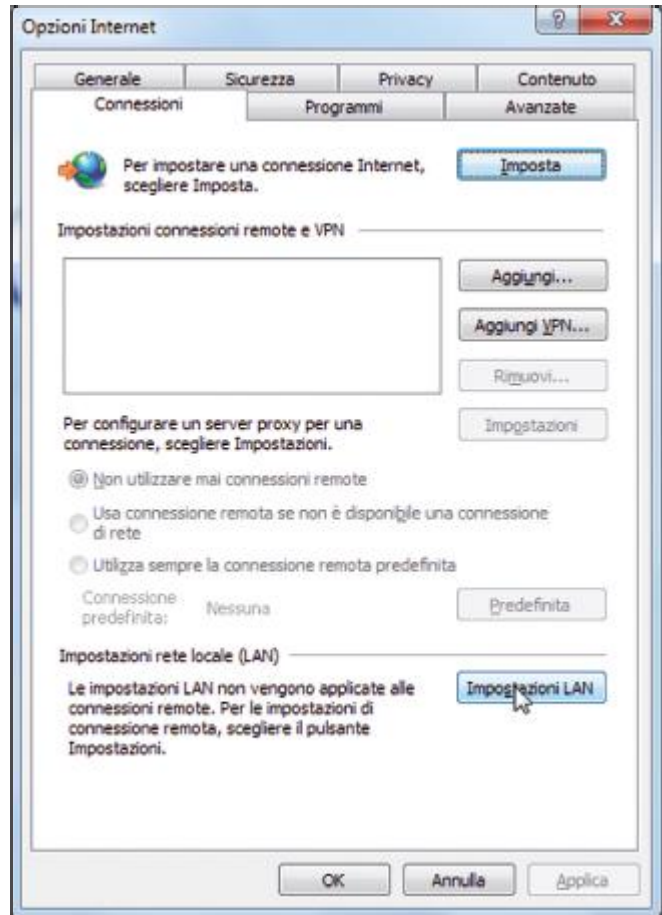 Opzioni Internet
Generale Sicurezza Privacy Contenuto
Connessioni Programmi Avanzate
Per impostare una connessione Internet, scegliere Imposta.
Imposta
Impostazioni connessioni remote e VPN
Aggiungi...
Aggiungi VPN...
Rimuovi...
Per configurare un server proxy per una
connessione, scegliere Impostazioni.
Impostazioni
Non utilizzare mai connessioni remote
Usa connessione remota se non è disponibile una connessione
di rete
Utilizza sempre la connessione remota predefinita
Connessione
predefinita:
Nessuna
Predefinita
Impostazioni rete locale (LAN)
Le impostazioni LAN non vengono applicate alle
connessioni remote. Per le impostazioni di
connessione remota, scegliere il pulsante
Impostazioni.
Impostazioni LAN
OK Annulla Applica